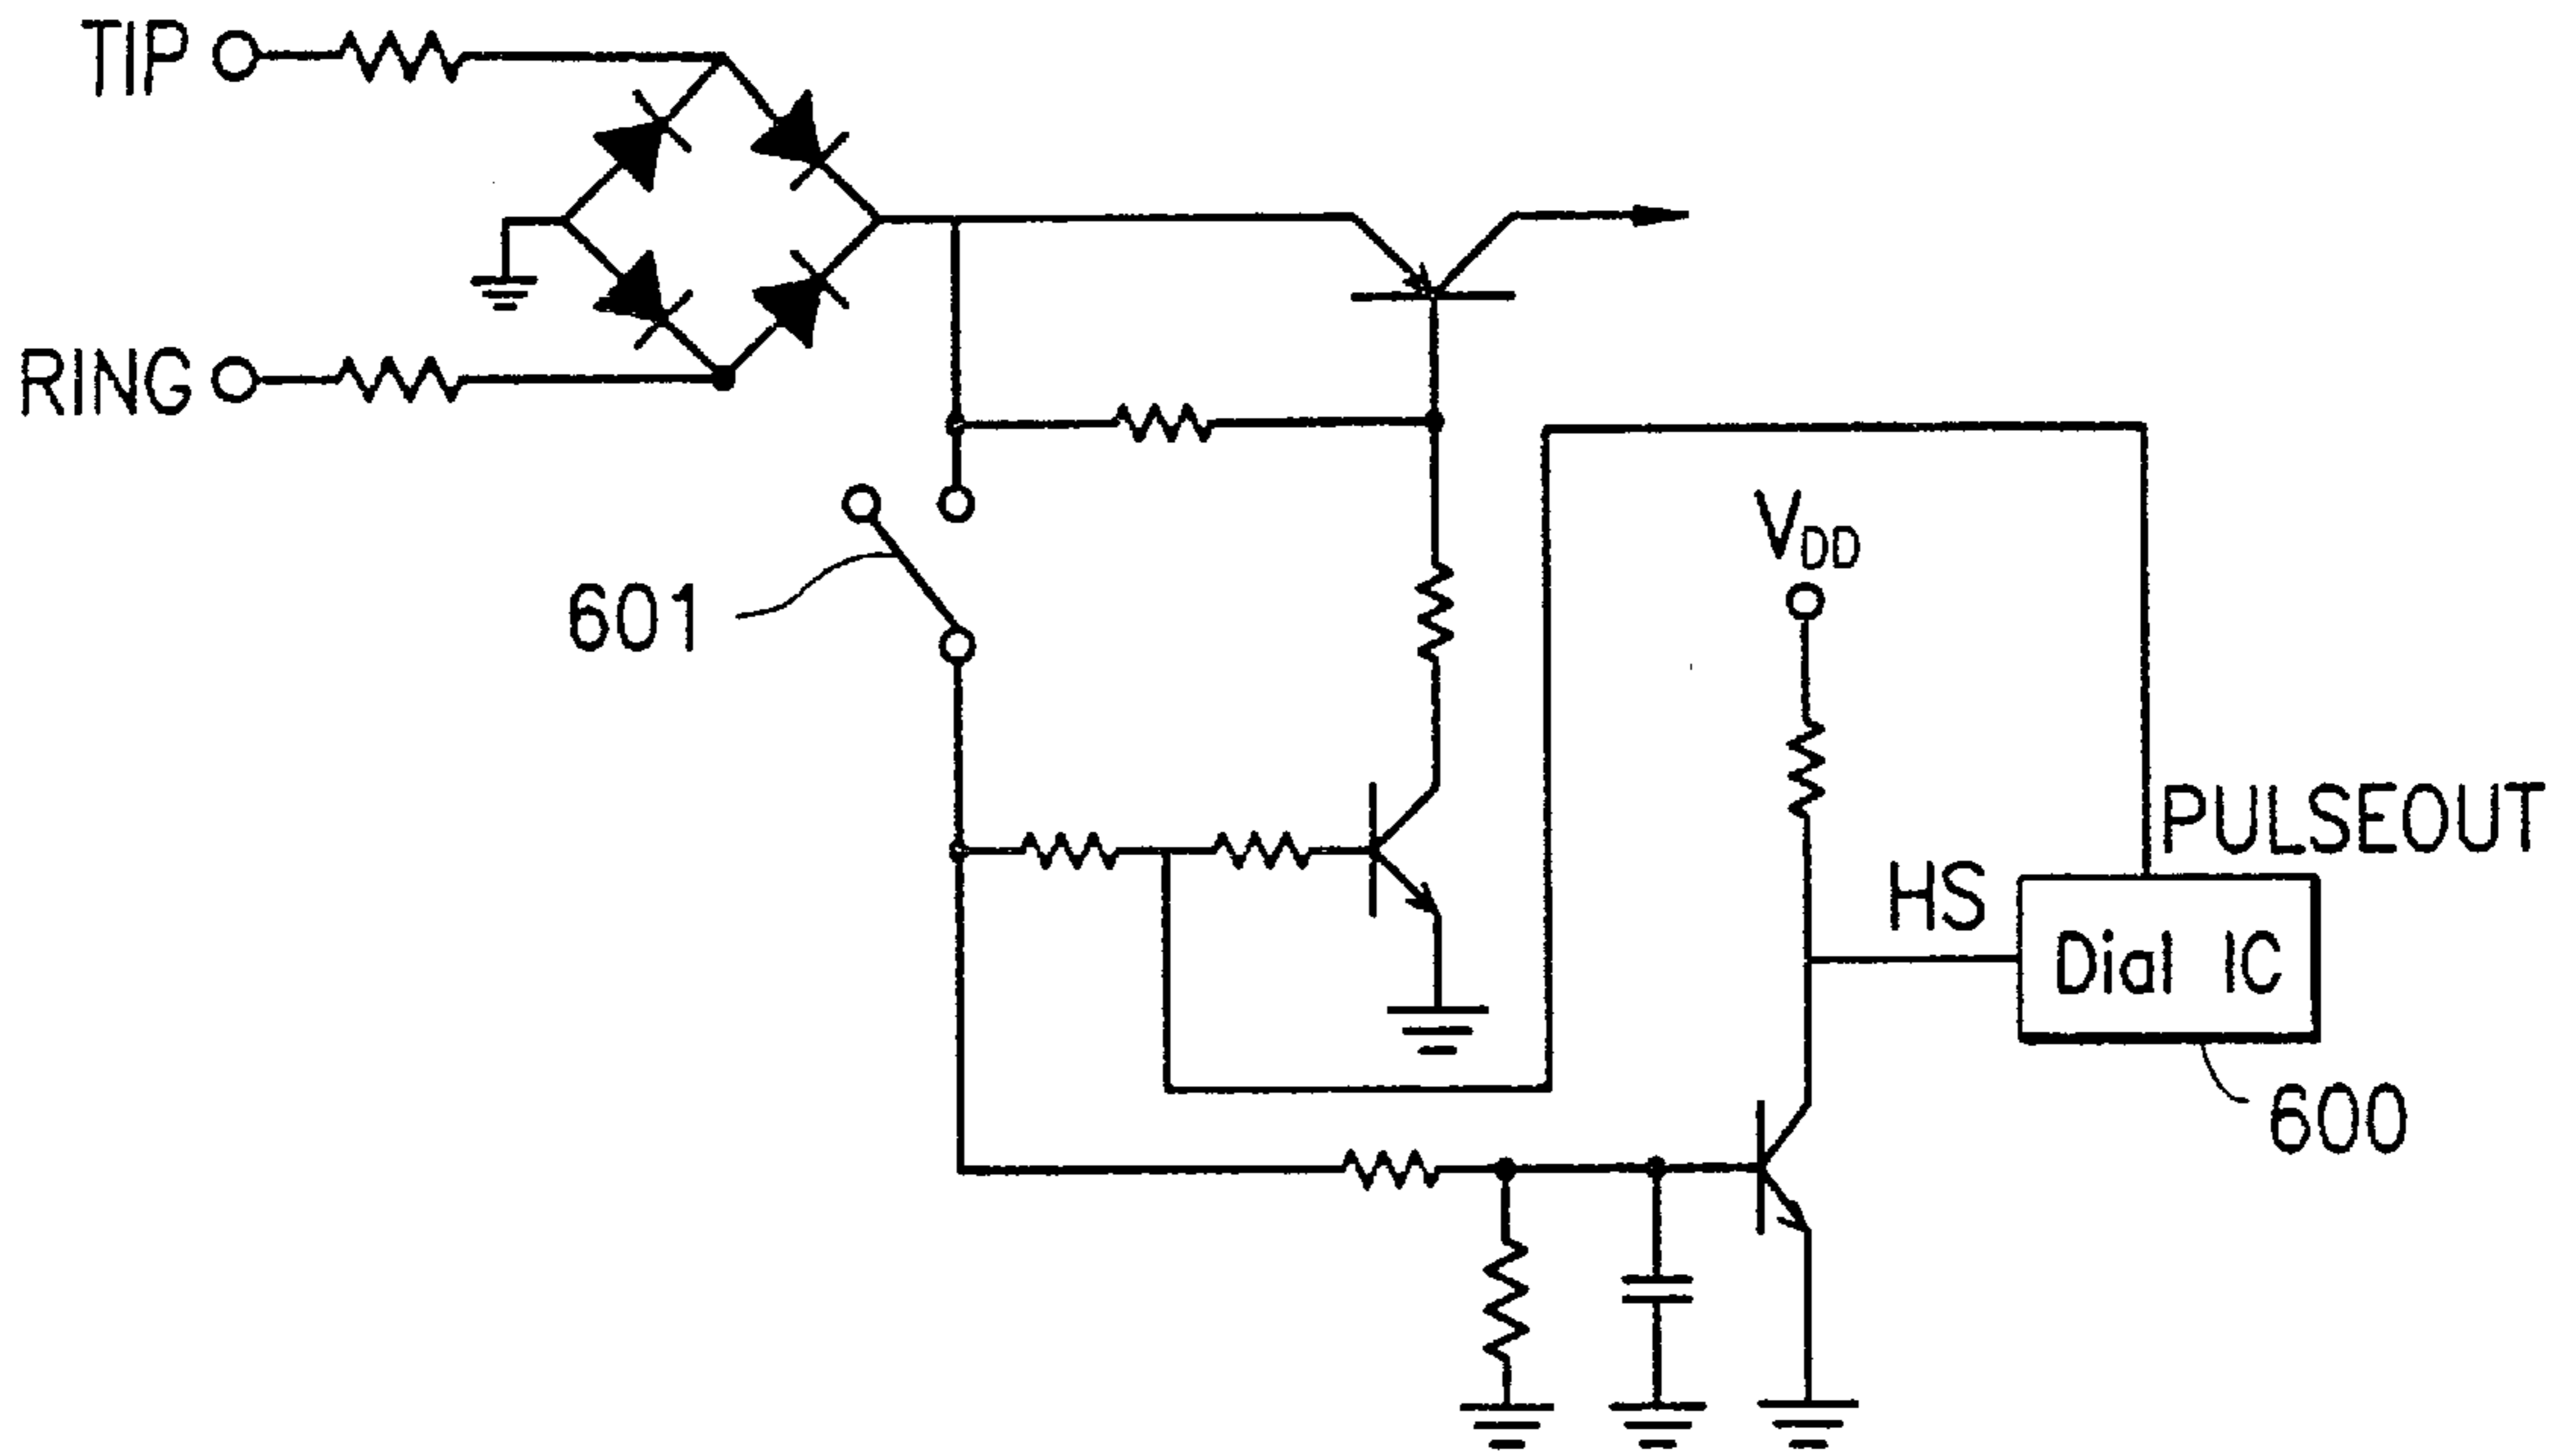 TIP
RING
601
VDD
PULSEOUT
HS
Dial IC
600